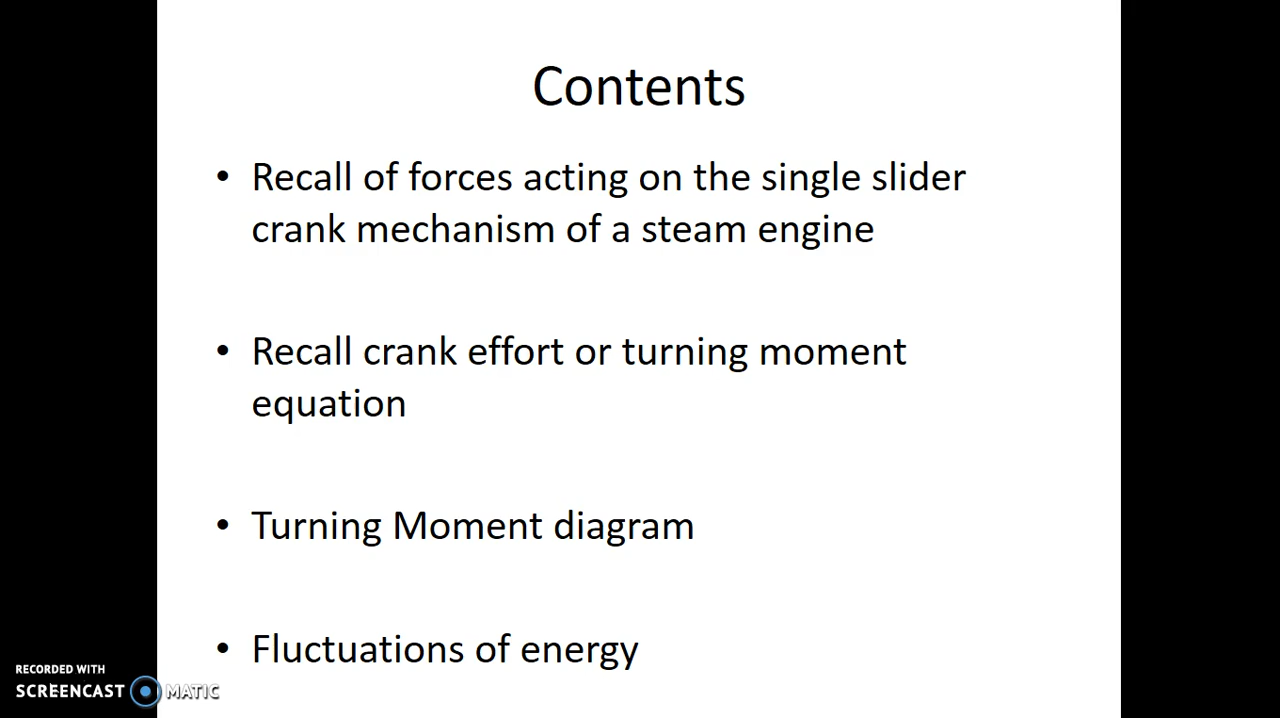 Contents
• Recall of forces acting on the single slider
crank mechanism of a steam engine
• Recall crank effort or turning moment
equation
• Turning Moment diagram
• Fluctuations of energy
RECORDED WITH
SCREENCAST MATIC